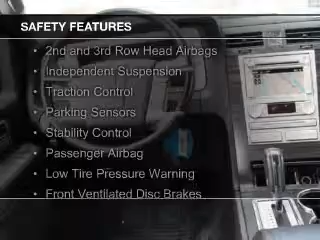 SAFETY FEATURES
• 2nd and 3rd Row Head Airbags
• Independent Suspension
• Traction Control
• Parking Sensors
• Stability Control
• Passenger Airbag
• Low Tire Pressure Warning
• Front Ventilated Disc Brakes